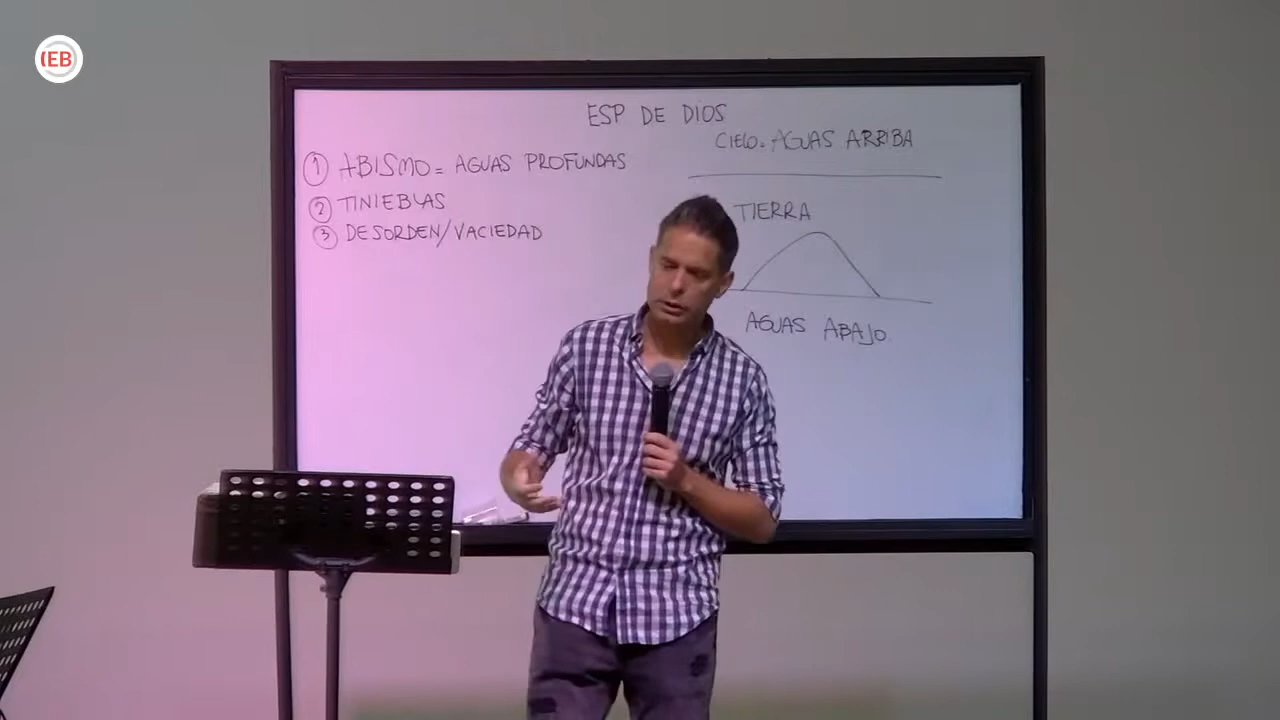 IEB
ESP DE DIOS
CIELO = AGUAS ARRIBA
① ABISMO = AGUAS PROFUNDAS
② TINIEBLAS
③ DESORDEN/VACIEDAD
TIERRA
AGUAS ABAJO